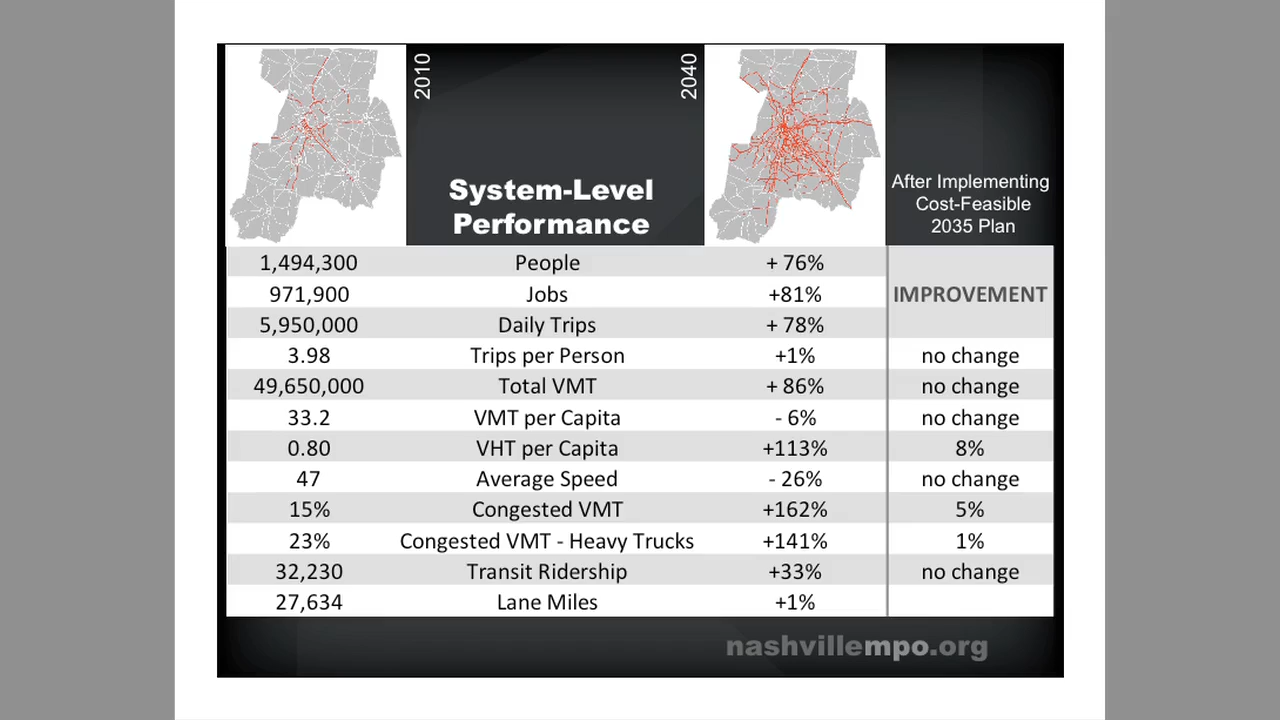 2010
2040
System-Level
Performance
After Implementing
Cost-Feasible
2035 Plan
1,494,300 People + 76%
971,900 Jobs +81% IMPROVEMENT
5,950,000 Daily Trips + 78%
3.98 Trips per Person +1% no change
49,650,000 Total VMT + 86% no change
33.2 VMT per Capita - 6% no change
0.80 VHT per Capita +113% 8%
47 Average Speed - 26% no change
15% Congested VMT +162% 5%
23% Congested VMT - Heavy Trucks +141% 1%
32,230 Transit Ridership +33% no change
27,634 Lane Miles +1%
nashvillempo.org